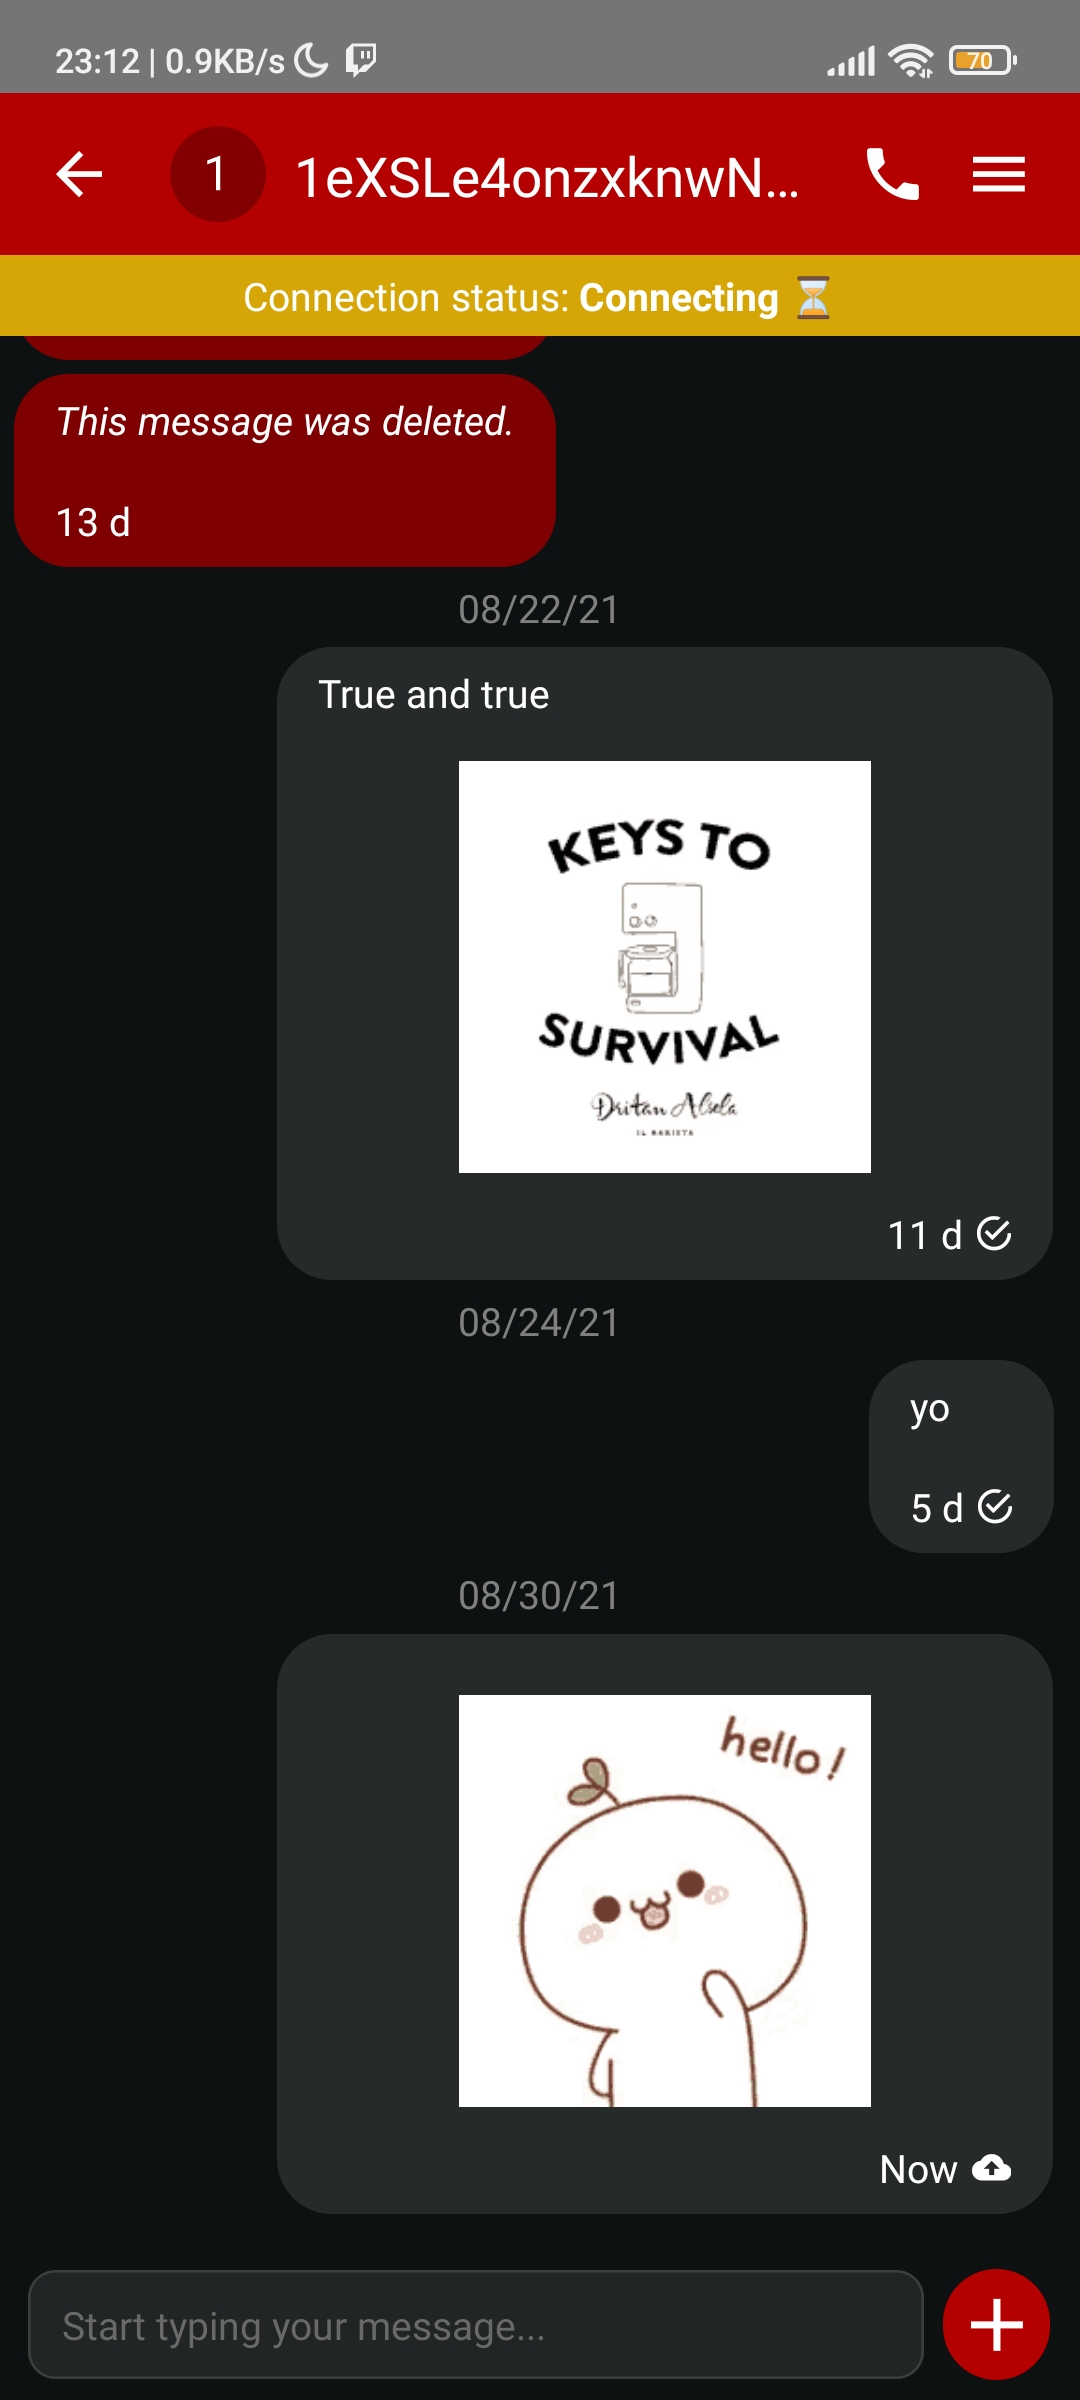 23:12 | 0.9KB/s
70
1
1eXSLe4onzxknwN...
Connection status: Connecting ⏳
This message was deleted.
13 d
08/22/21
True and true
KEYS TO
SURVIVAL
Dritan Alsela
IL BARISTA
11 d
08/24/21
yo
5 d
08/30/21
hello!
Now
Start typing your message...